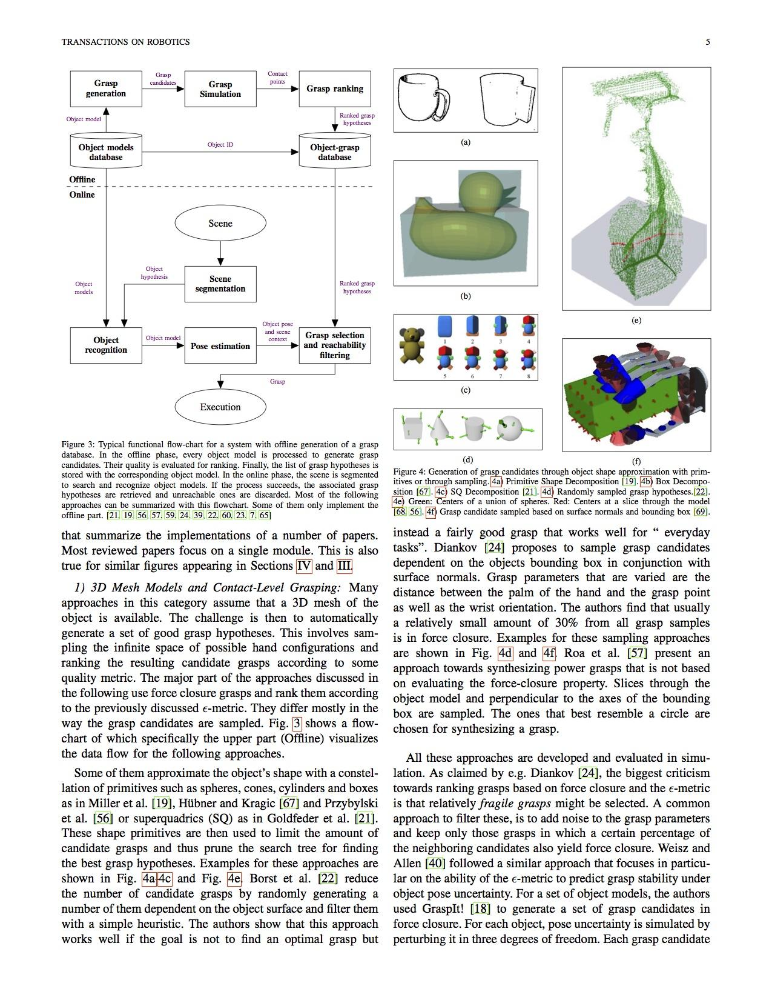 TRANSACTIONS ON ROBOTICS
5
Grasp
generation
Grasp
candidates
Grasp
Simulation
Contact
points
Grasp ranking
Object model
Ranked grasp
hypotheses
Object models
database
Object ID
Object-grasp
database
Offline
Online
Scene
Object
hypothesis
Scene
segmentation
Object
models
Ranked grasp
hypotheses
Object
recognition
Object model
Pose estimation
Object pose
and scene
context
Grasp selection
and reachability
filtering
Grasp
Execution
Figure 3: Typical functional flow-chart for a system with offline generation of a grasp
database. In the offline phase, every object model is processed to generate grasp
candidates. Their quality is evaluated for ranking. Finally, the list of grasp hypotheses is
stored with the corresponding object model. In the online phase, the scene is segmented
to search and recognize object models. If the process succeeds, the associated grasp
hypotheses are retrieved and unreachable ones are discarded. Most of the following
approaches can be summarized with this flowchart. Some of them only implement the
offline part. [21, 19, 56, 57, 59, 24, 39, 22, 60, 23, 7, 65]
(a)
(b)
1 2 3 4
5 6 7 8
(c)
(d)
(e)
(f)
Figure 4: Generation of grasp candidates through object shape approximation with prim-
itives or through sampling. 4a) Primitive Shape Decomposition [19]. 4b) Box Decompo-
sition [67]. 4c) SQ Decomposition [21]. 4d) Randomly sampled grasp hypotheses.[22].
4e) Green: Centers of a union of spheres. Red: Centers at a slice through the model
[68, 56]. 4f) Grasp candidate sampled based on surface normals and bounding box [69].
that summarize the implementations of a number of papers.
Most reviewed papers focus on a single module. This is also
true for similar figures appearing in Sections IV and III.
1) 3D Mesh Models and Contact-Level Grasping: Many
approaches in this category assume that a 3D mesh of the
object is available. The challenge is then to automatically
generate a set of good grasp hypotheses. This involves sam-
pling the infinite space of possible hand configurations and
ranking the resulting candidate grasps according to some
quality metric. The major part of the approaches discussed in
the following use force closure grasps and rank them according
to the previously discussed ϵ-metric. They differ mostly in the
way the grasp candidates are sampled. Fig. 3 shows a flow-
chart of which specifically the upper part (Offline) visualizes
the data flow for the following approaches.
Some of them approximate the object's shape with a constel-
lation of primitives such as spheres, cones, cylinders and boxes
as in Miller et al. [19], Hübner and Kragic [67] and Przybylski
et al. [56] or superquadrics (SQ) as in Goldfeder et al. [21].
These shape primitives are then used to limit the amount of
candidate grasps and thus prune the search tree for finding
the best grasp hypotheses. Examples for these approaches are
shown in Fig. 4a-4c and Fig. 4e. Borst et al. [22] reduce
the number of candidate grasps by randomly generating a
number of them dependent on the object surface and filter them
with a simple heuristic. The authors show that this approach
works well if the goal is not to find an optimal grasp but
instead a fairly good grasp that works well for “ everyday
tasks”. Diankov [24] proposes to sample grasp candidates
dependent on the objects bounding box in conjunction with
surface normals. Grasp parameters that are varied are the
distance between the palm of the hand and the grasp point
as well as the wrist orientation. The authors find that usually
a relatively small amount of 30% from all grasp samples
is in force closure. Examples for these sampling approaches
are shown in Fig. 4d and 4f. Roa et al. [57] present an
approach towards synthesizing power grasps that is not based
on evaluating the force-closure property. Slices through the
object model and perpendicular to the axes of the bounding
box are sampled. The ones that best resemble a circle are
chosen for synthesizing a grasp.
All these approaches are developed and evaluated in simu-
lation. As claimed by e.g. Diankov [24], the biggest criticism
towards ranking grasps based on force closure and the ϵ-metric
is that relatively fragile grasps might be selected. A common
approach to filter these, is to add noise to the grasp parameters
and keep only those grasps in which a certain percentage of
the neighboring candidates also yield force closure. Weisz and
Allen [40] followed a similar approach that focuses in particu-
lar on the ability of the ϵ-metric to predict grasp stability under
object pose uncertainty. For a set of object models, the authors
used GraspIt! [18] to generate a set of grasp candidates in
force closure. For each object, pose uncertainty is simulated by
perturbing it in three degrees of freedom. Each grasp candidate